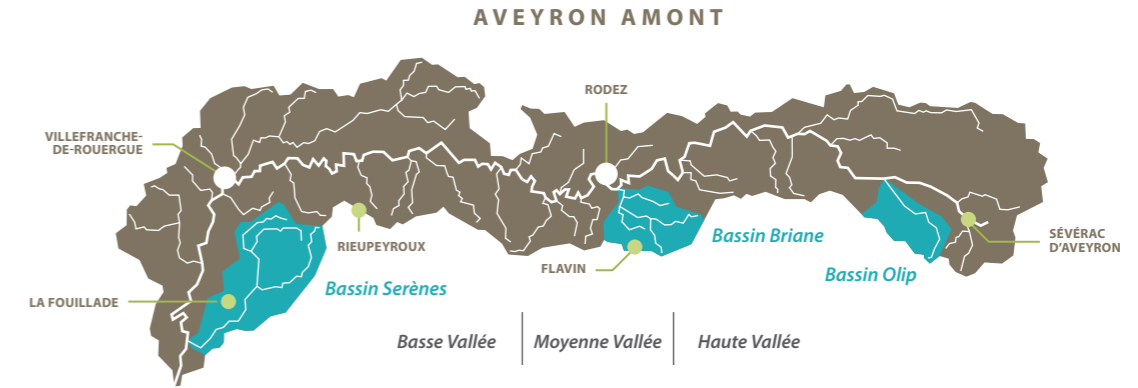 AVEYRON AMONT
RODEZ
VILLEFRANCHE-
DE-ROUERGUE
RIEUPEYROUX
FLAVIN
Bassin Briane
SÉVÉRAC
D'AVEYRON
Bassin Olip
Bassin Serènes
LA FOUILLADE
Basse Vallée
Moyenne Vallée
Haute Vallée